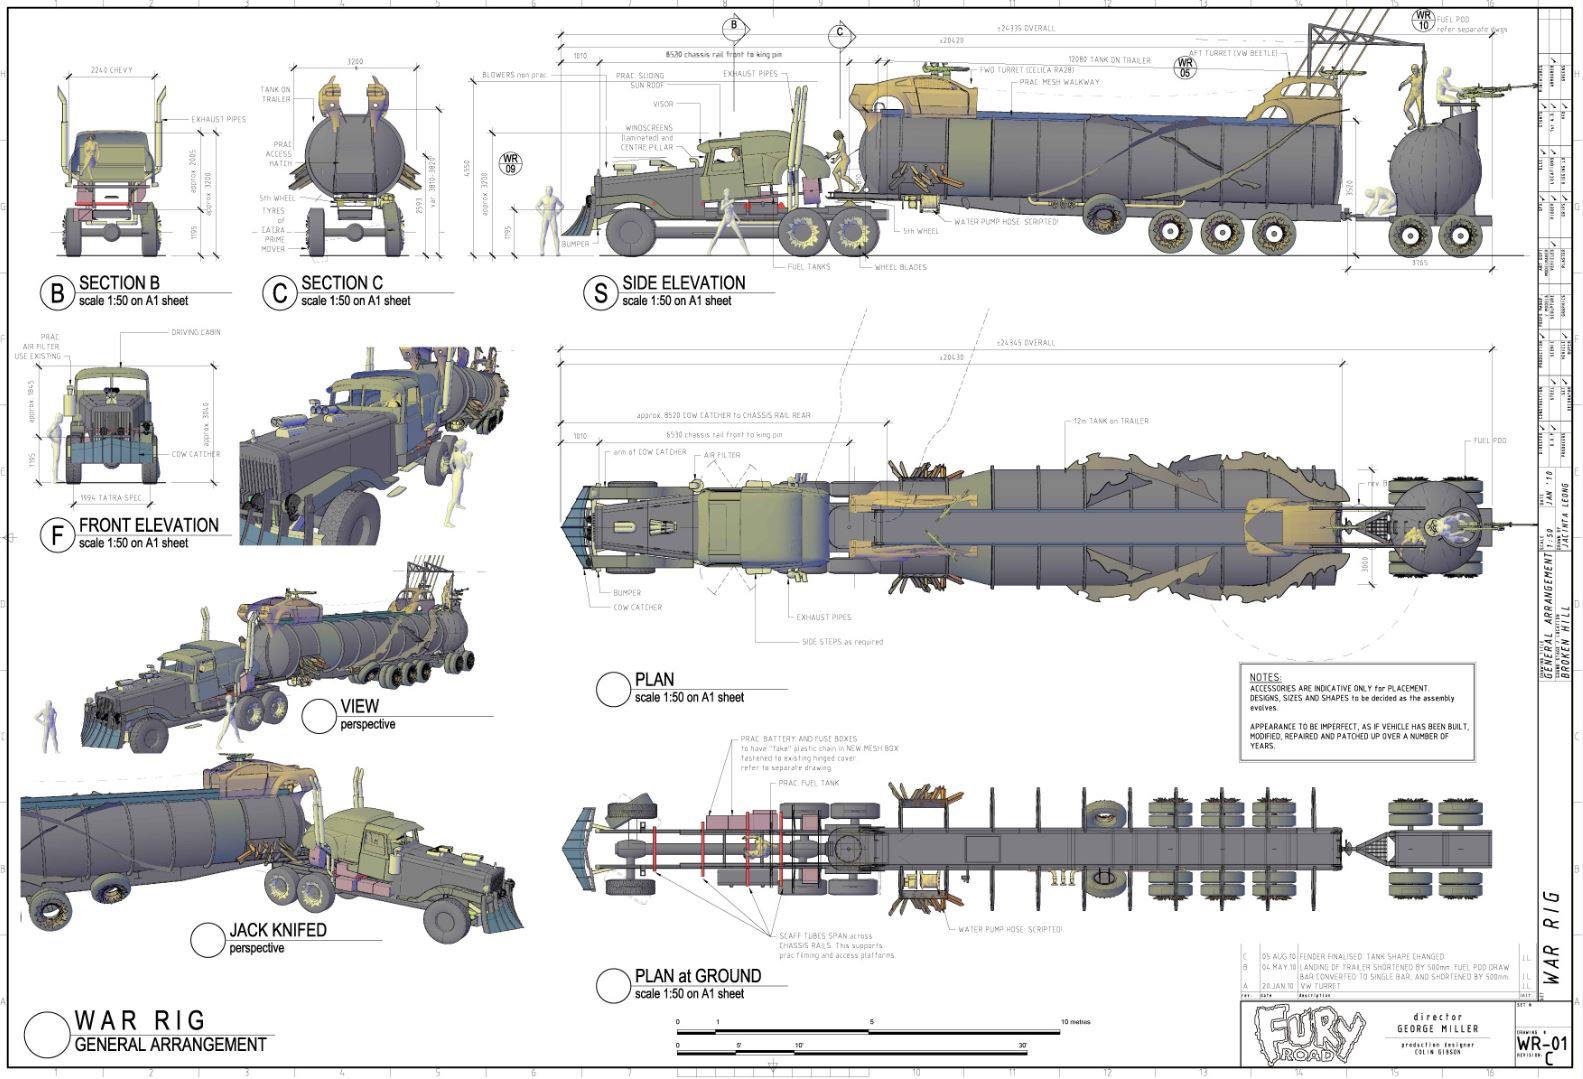 B
C
WR
10
FUEL POD
refer separate dwgs
±24335 OVERALL
±20420
1010
8520 chassis rail front to king pin
12080 TANK ON TRAILER
WR
05
AFT TURRET (VW BEETLE)
2240 CHEVY
EXHAUST PIPES
approx. 2005
approx. 3200
1195
3200
TANK ON
TRAILER
PRAC
ACCESS
HATCH
5th WHEEL
TYRES
of
PRIME
MOVER
2593
var. 3810-3820
BLOWERS non prac.
PRAC. SLIDING
SUN ROOF
EXHAUST PIPES
FWD TURRET (CELICA RA28)
PRAC MESH WALKWAY
VISOR
WINDSCREENS
(laminated) and
CENTRE PILLAR
WR
09
4550
approx. 3200
1195
BUMPER
FUEL TANKS
WHEEL BLADES
5th WHEEL
WATER PUMP HOSE: SCRIPTED!
3520
3765
B
SECTION B
scale 1:50 on A1 sheet
C
SECTION C
scale 1:50 on A1 sheet
S
SIDE ELEVATION
scale 1:50 on A1 sheet
PRAC
AIR FILTER
USE EXISTING
DRIVING CABIN
approx. 1845
1195
approx. 3040
COW CATCHER
1994 TATRA-SPEC.
F
FRONT ELEVATION
scale 1:50 on A1 sheet
±24345 OVERALL
±20430
approx. 8520 COW CATCHER to CHASSIS RAIL REAR
1010
6530 chassis rail front to king pin
12m TANK on TRAILER
arm of COW CATCHER
AIR FILTER
FUEL POD
rev. B
3000
BUMPER
COW CATCHER
EXHAUST PIPES
SIDE STEPS as required
PLAN
scale 1:50 on A1 sheet
VIEW
perspective
NOTES:
ACCESSORIES ARE INDICATIVE ONLY for PLACEMENT.
DESIGNS, SIZES AND SHAPES to be decided as the assembly
evolves.
APPEARANCE TO BE IMPERFECT, AS IF VEHICLE HAS BEEN BUILT,
MODIFIED, REPAIRED AND PATCHED UP OVER A NUMBER OF
YEARS.
PRAC. BATTERY AND FUSE BOXES
to have "fake" plastic chain in NEW MESH BOX
fastened to existing hinged cover
refer to separate drawing.
PRAC. FUEL TANK
SCAFF TUBES SPAN across
CHASSIS RAILS. This supports
prac filming and access platforms.
WATER PUMP HOSE: SCRIPTED!
JACK KNIFED
perspective
PLAN at GROUND
scale 1:50 on A1 sheet
WAR RIG
GENERAL ARRANGEMENT
0 1 5 10 metres
0 5' 10' 30'
C 05 AUG 10 FENDER FINALISED. TANK SHAPE CHANGED. J.L.
B 04 MAY 10 LANDING OF TRAILER SHORTENED BY 500mm. FUEL POD DRAW
BAR CONVERTED TO SINGLE BAR, AND SHORTENED BY 500mm. J.L.
A 20 JAN 10 VW TURRET J.L.
rev. date description init
FURY
ROAD
director
GEORGE MILLER
production designer
COLIN GIBSON
SET #
DRAWING #
WR-01
REVISION:
C
WAR RIG
GENERAL ARRANGEMENT
BROKEN HILL
SCALE 1:50
DATE JAN '10
DRAWN BY JACINTA LEONG